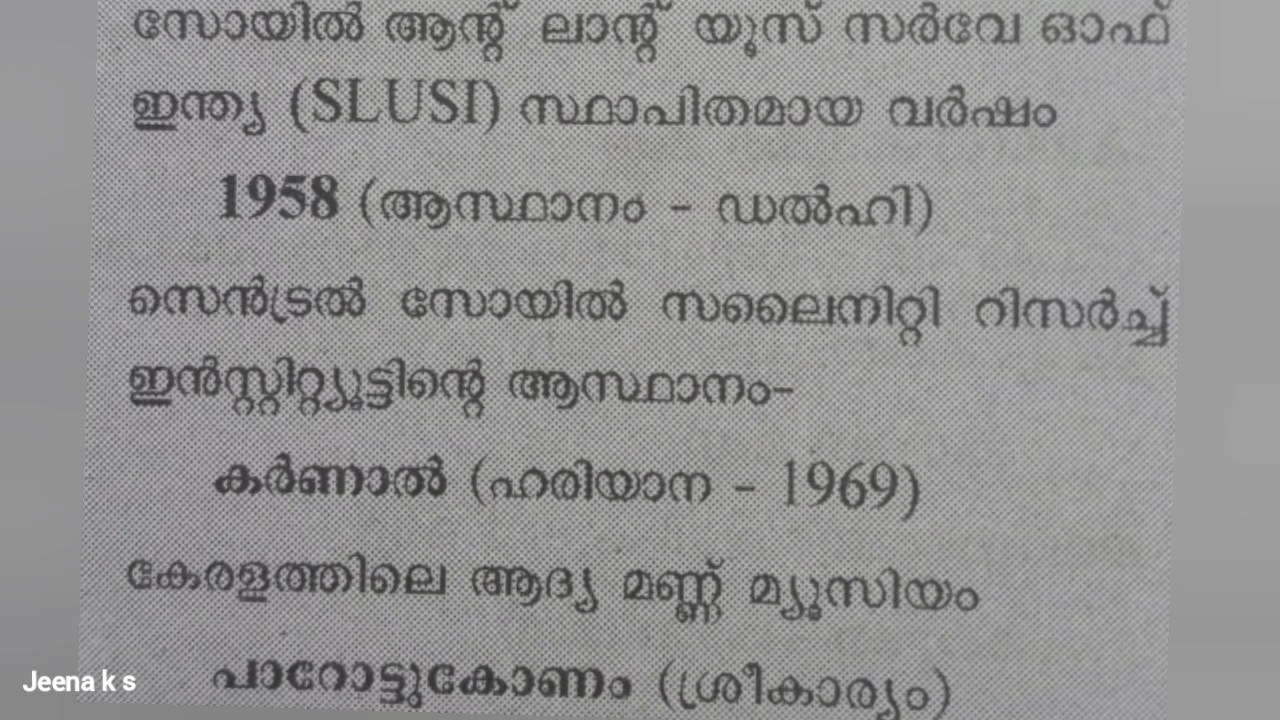 സോയിൽ ആന്റ് ലാന്റ് യൂസ് സർവേ ഓഫ്
ഇന്ത്യ (SLUSI) സ്ഥാപിതമായ വർഷം
1958 (ആസ്ഥാനം - ഡൽഹി)
സെൻട്രൽ സോയിൽ സലൈനിറ്റി റിസർച്ച്
ഇൻസ്റ്റിറ്റ്യൂട്ടിന്റെ ആസ്ഥാനം-
കർണാൽ (ഹരിയാന - 1969)
കേരളത്തിലെ ആദ്യ മണ്ണ് മ്യൂസിയം
പാറോട്ടുകോണം (ശ്രീകാര്യം)
Jeena k s